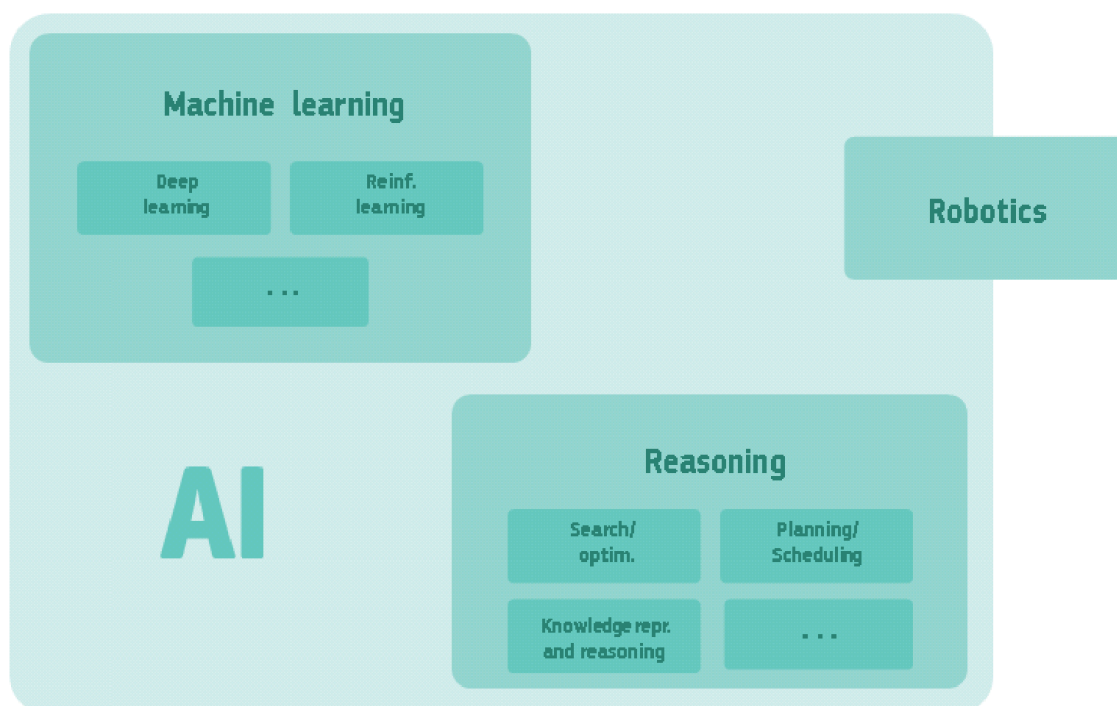 Machine learning
Deep
learning
Reinf.
learning
...
Robotics
AI
Reasoning
Search/
optim.
Planning/
Scheduling
Knowledge repr.
and reasoning
...